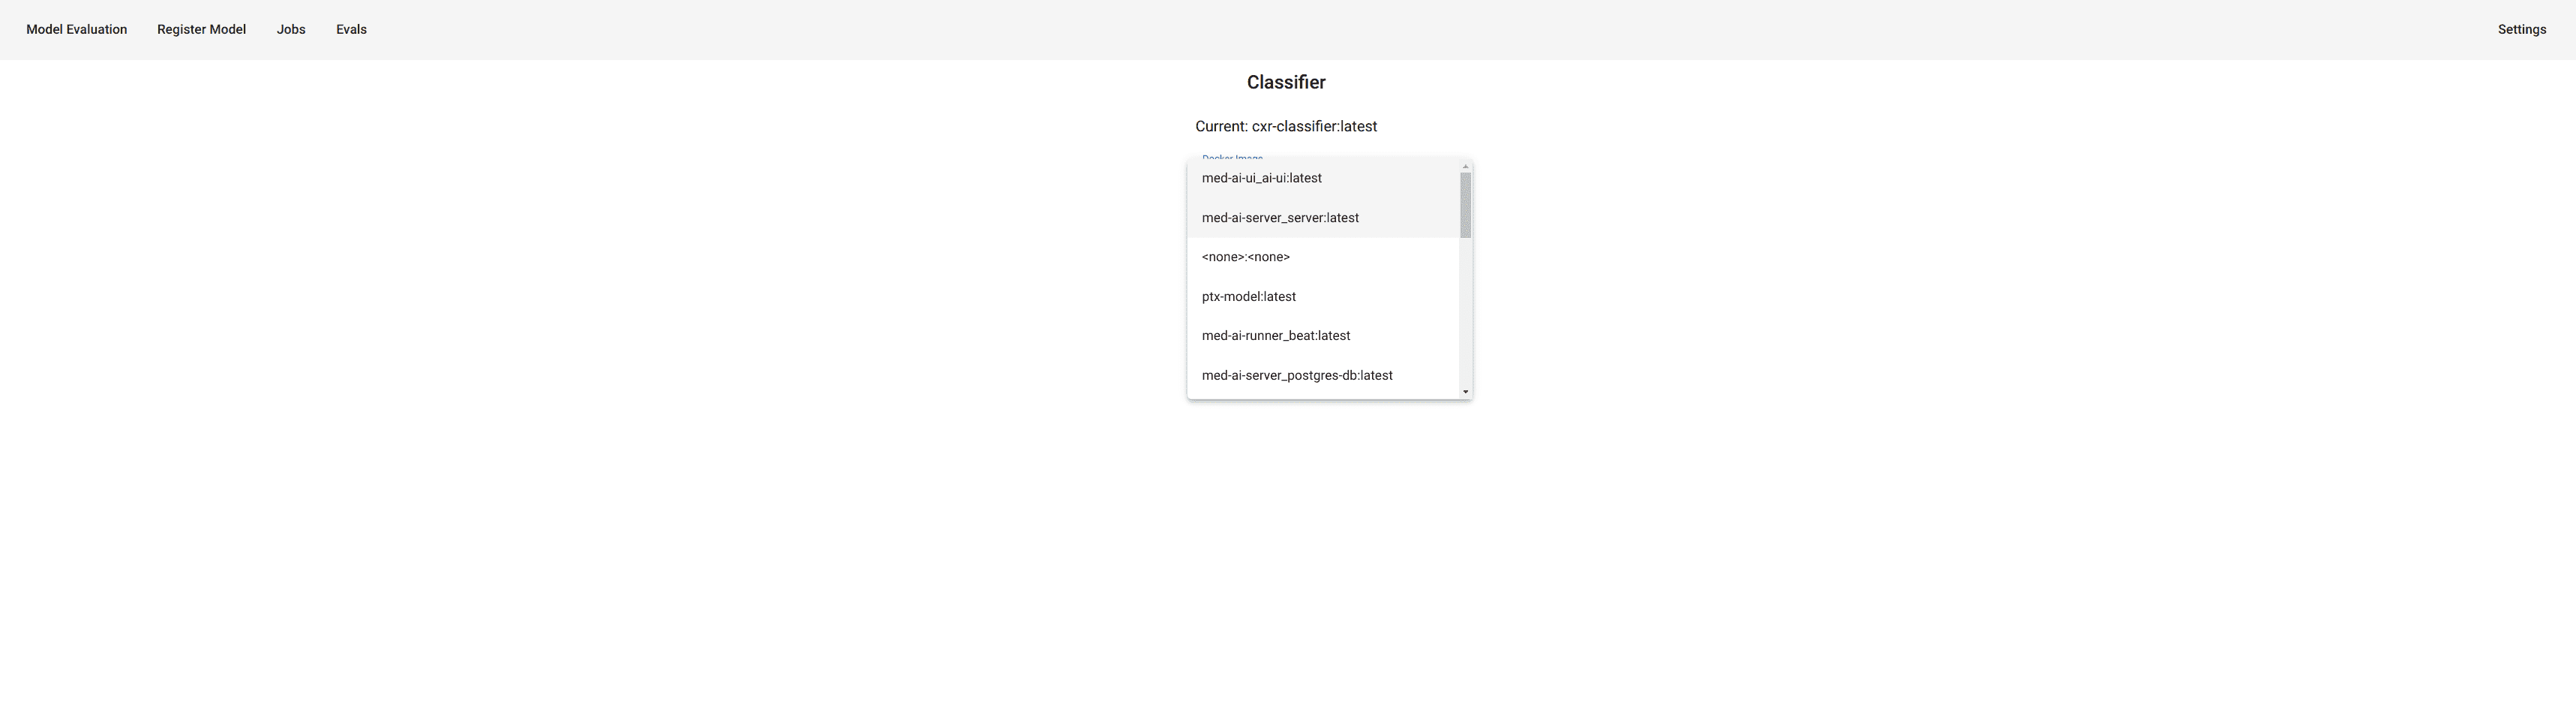 Model Evaluation Register Model Jobs Evals Settings
Classifier
Current: cxr-classifier:latest
Docker Image
med-ai-ui_ai-ui:latest
med-ai-server_server:latest
<none>:<none>
ptx-model:latest
med-ai-runner_beat:latest
med-ai-server_postgres-db:latest